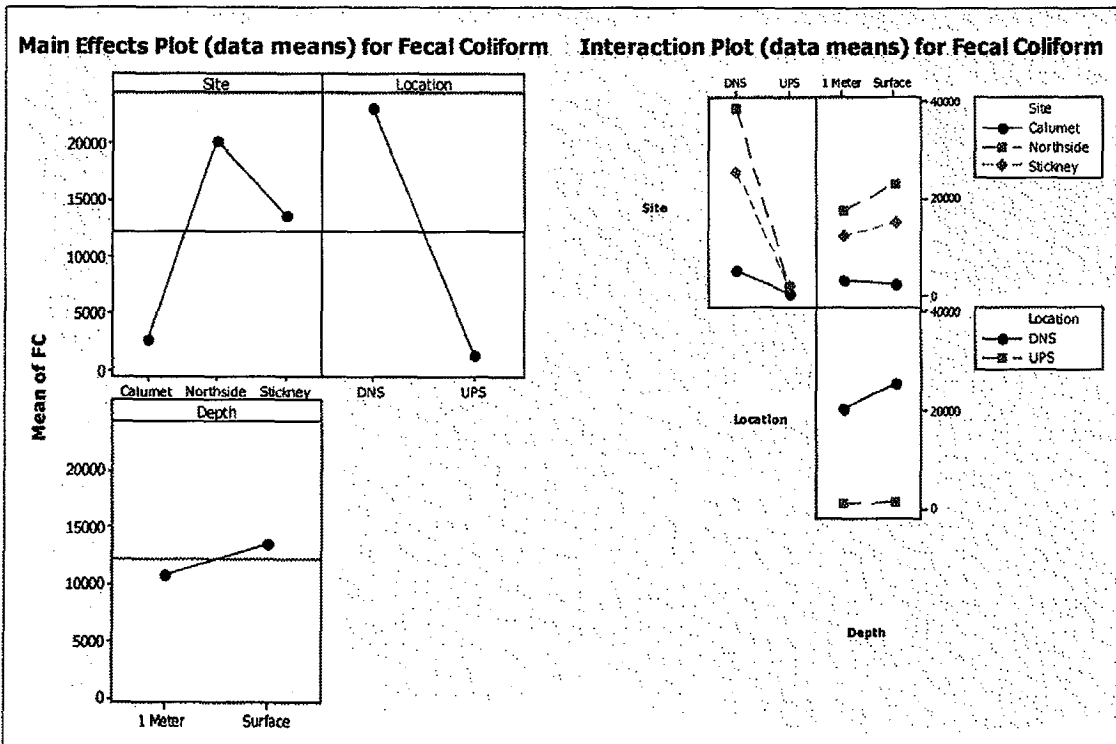 Main Effects Plot (data means) for Fecal Coliform
Site
Location
20000
15000
10000
5000
0
Calumet Northside Stickney
DNS UPS
Mean of FC
Depth
20000
15000
10000
5000
0
1 Meter Surface
Interaction Plot (data means) for Fecal Coliform
DNS UPS
1 Meter Surface
Site
40000
20000
0
Site
Calumet
Northside
Stickney
Location
40000
20000
0
Location
DNS
UPS
Depth